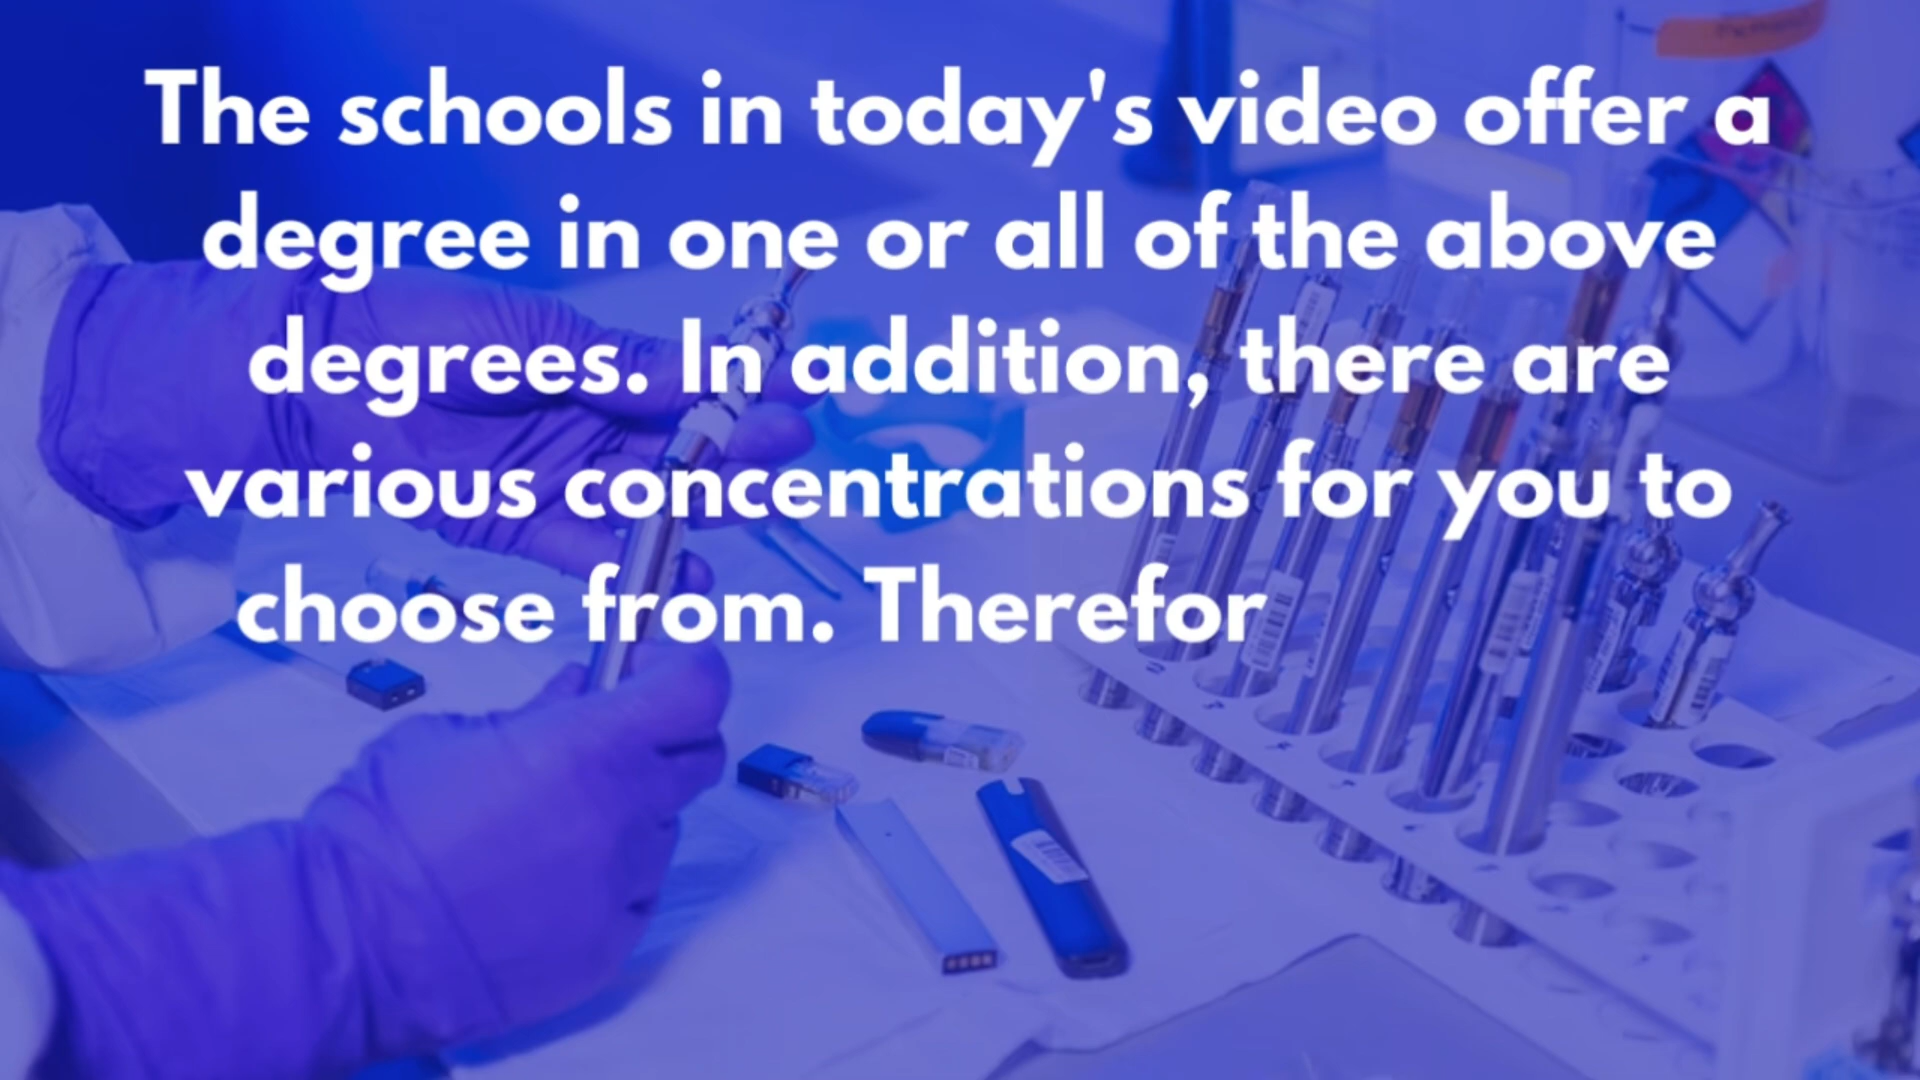 The schools in today's video offer a
degree in one or all of the above
degrees. In addition, there are
various concentrations for you to
choose from. Therefor